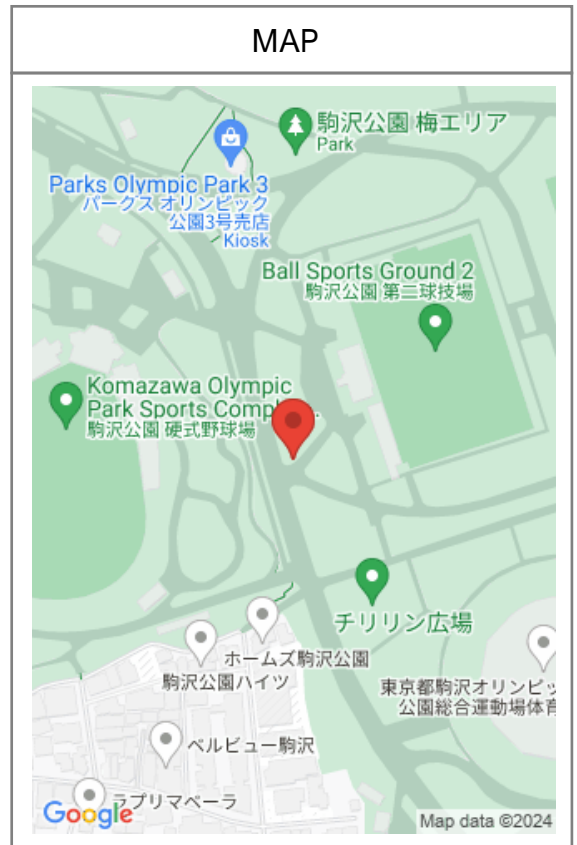 MAP
駒沢公園 梅エリア
Park
Parks Olympic Park 3
パークス オリンピック
公園3号売店
Kiosk
Ball Sports Ground 2
駒沢公園 第二球技場
Komazawa Olympic
Park Sports Compl...
駒沢公園 硬式野球場
チリリン広場
ホームズ駒沢公園
駒沢公園ハイツ
東京都駒沢オリンピッ
公園総合運動場体育
ベルビュー駒沢
ラプリマベーラ
Google
Map data ©2024